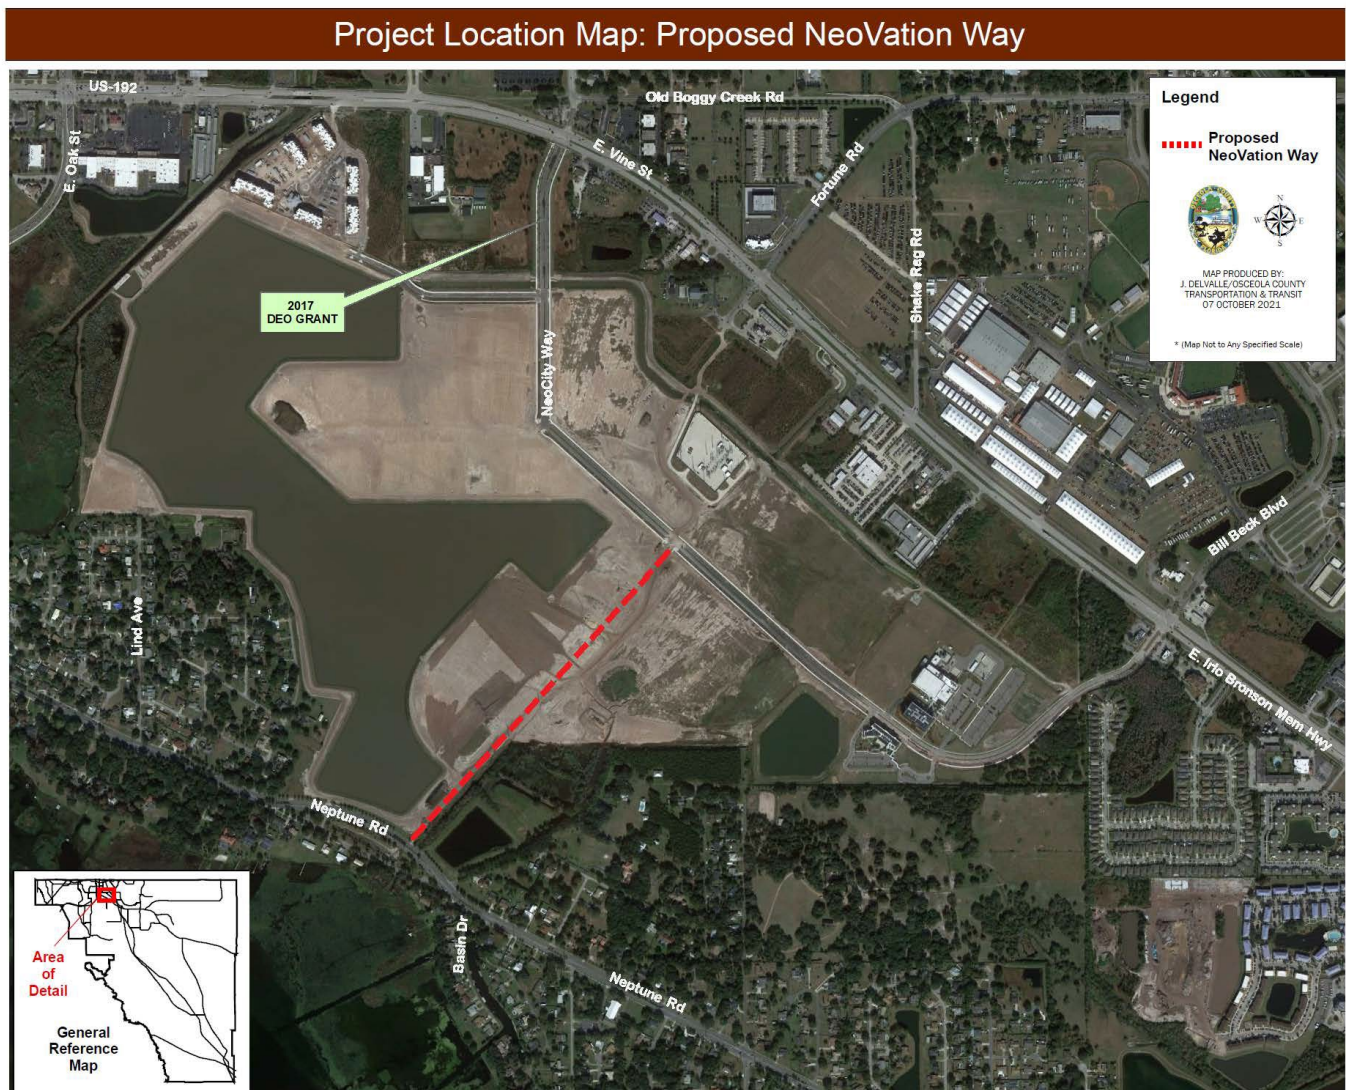 Project Location Map: Proposed NeoVation Way
US-192
Old Boggy Creek Rd
E. Oak St
E. Vine St
Fortune Rd
Shake Rag Rd
2017
DEO GRANT
NeoCity Way
Bill Beck Blvd
Lind Ave
E. Irlo Bronson Mem Hwy
Neptune Rd
Basin Dr
Neptune Rd
Legend
Proposed
NeoVation Way
N
W
E
S
MAP PRODUCED BY:
J. DELVALLE/OSCEOLA COUNTY
TRANSPORTATION & TRANSIT
07 OCTOBER 2021
* (Map Not to Any Specified Scale)
Area
of
Detail
General
Reference
Map